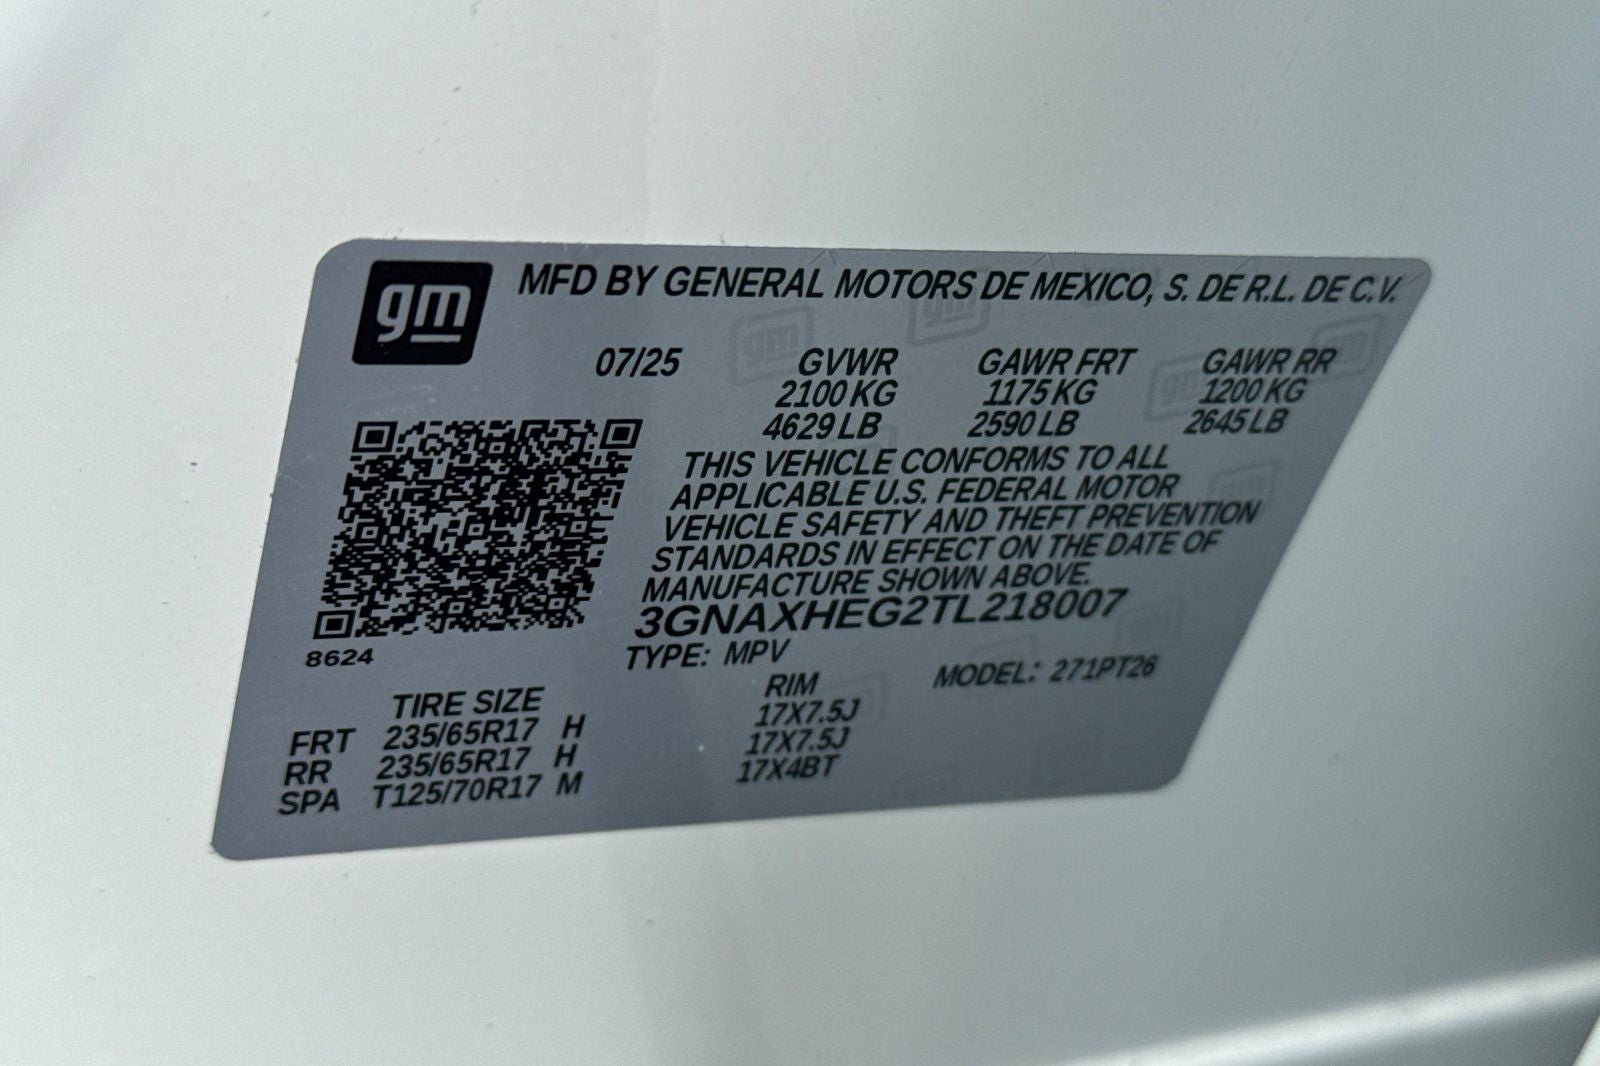 gm
MFD BY GENERAL MOTORS DE MEXICO, S. DE R.L. DE C.V.
07/25 GVWR GAWR FRT GAWR RR
2100 KG 1175 KG 1200 KG
4629 LB 2590 LB 2645 LB
THIS VEHICLE CONFORMS TO ALL
APPLICABLE U.S. FEDERAL MOTOR
VEHICLE SAFETY AND THEFT PREVENTION
STANDARDS IN EFFECT ON THE DATE OF
MANUFACTURE SHOWN ABOVE.
3GNAXHEG2TL218007
8624
TYPE: MPV MODEL: 271PT26
TIRE SIZE RIM
FRT 235/65R17 H 17X7.5J
RR 235/65R17 H 17X7.5J
SPA T125/70R17 M 17X4BT